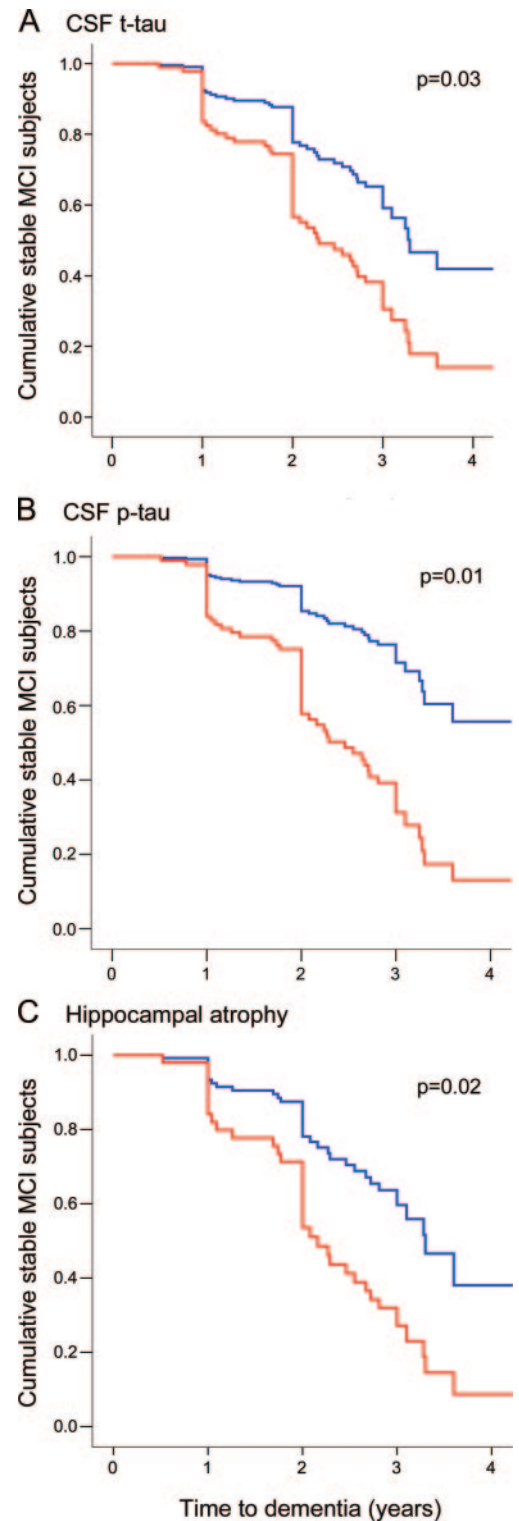 A CSF t-tau
p=0.03
Cumulative stable MCI subjects
1.0
0.8
0.6
0.4
0.2
0.0
0 1 2 3 4
B CSF p-tau
p=0.01
Cumulative stable MCI subjects
1.0
0.8
0.6
0.4
0.2
0.0
0 1 2 3 4
C Hippocampal atrophy
p=0.02
Cumulative stable MCI subjects
1.0
0.8
0.6
0.4
0.2
0.0
0 1 2 3 4
Time to dementia (years)